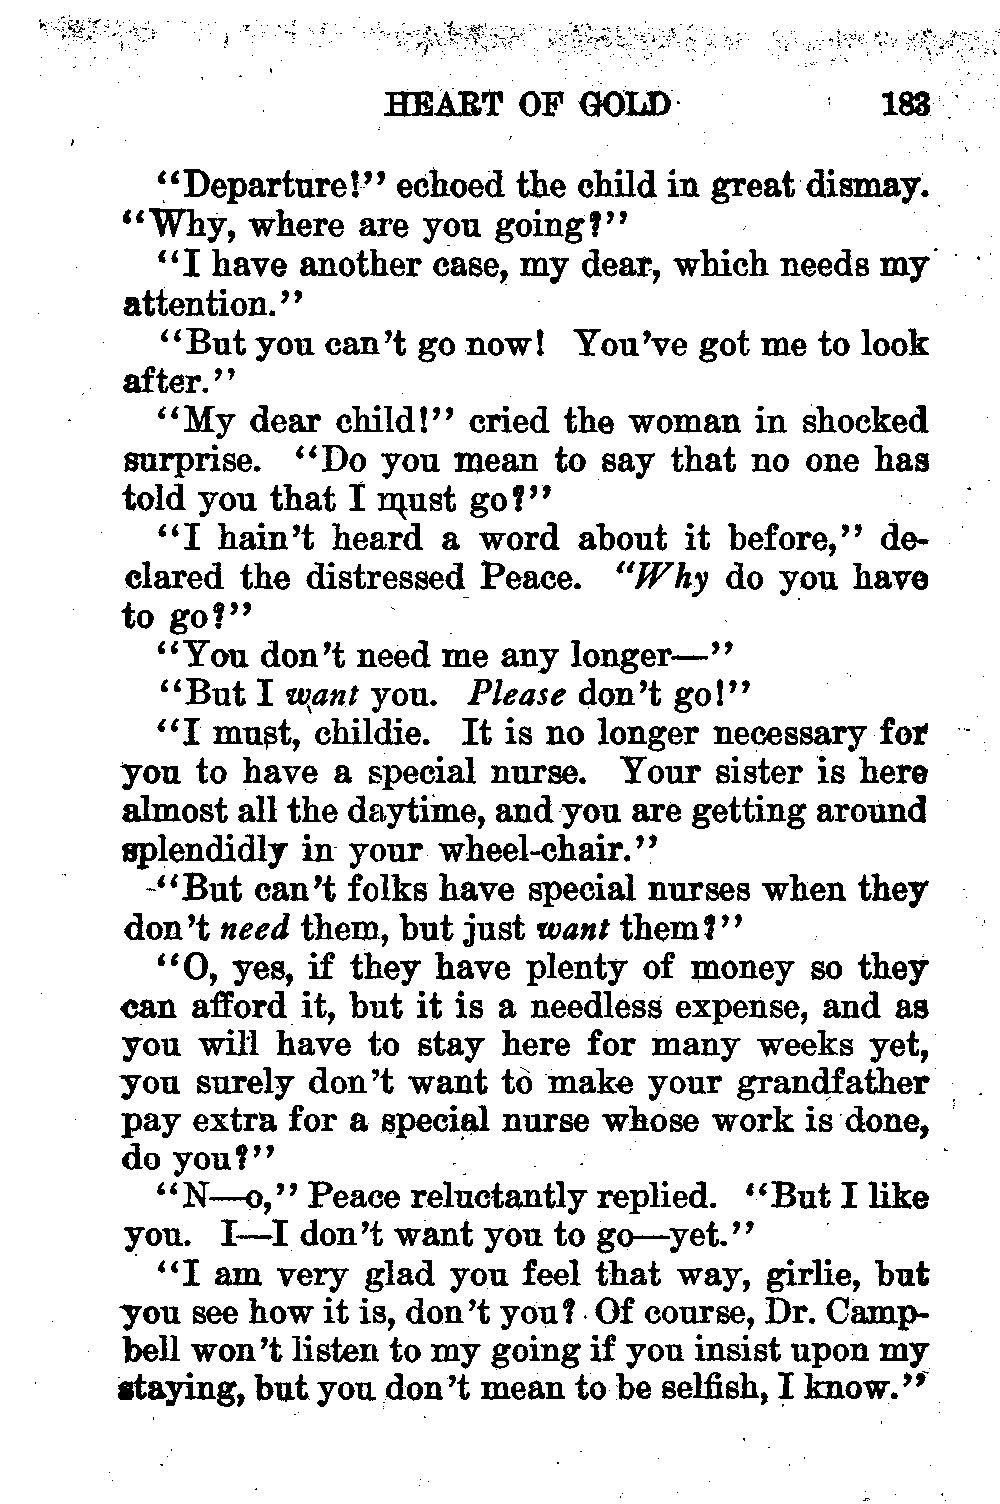 HEART OF GOLD 183
"Departure!" echoed the child in great dismay.
"Why, where are you going?"
"I have another case, my dear, which needs my
attention."
"But you can't go now! You've got me to look
after."
"My dear child!" cried the woman in shocked
surprise. "Do you mean to say that no one has
told you that I must go?"
"I hain't heard a word about it before," de-
clared the distressed Peace. "Why do you have
to go?"
"You don't need me any longer—"
"But I want you. Please don't go!"
"I must, childie. It is no longer necessary for
you to have a special nurse. Your sister is here
almost all the daytime, and you are getting around
splendidly in your wheel-chair."
"But can't folks have special nurses when they
don't need them, but just want them?"
"O, yes, if they have plenty of money so they
can afford it, but it is a needless expense, and as
you will have to stay here for many weeks yet,
you surely don't want to make your grandfather
pay extra for a special nurse whose work is done,
do you?"
"N—o," Peace reluctantly replied. "But I like
you. I—I don't want you to go—yet."
"I am very glad you feel that way, girlie, but
you see how it is, don't you? Of course, Dr. Camp-
bell won't listen to my going if you insist upon my
staying, but you don't mean to be selfish, I know."